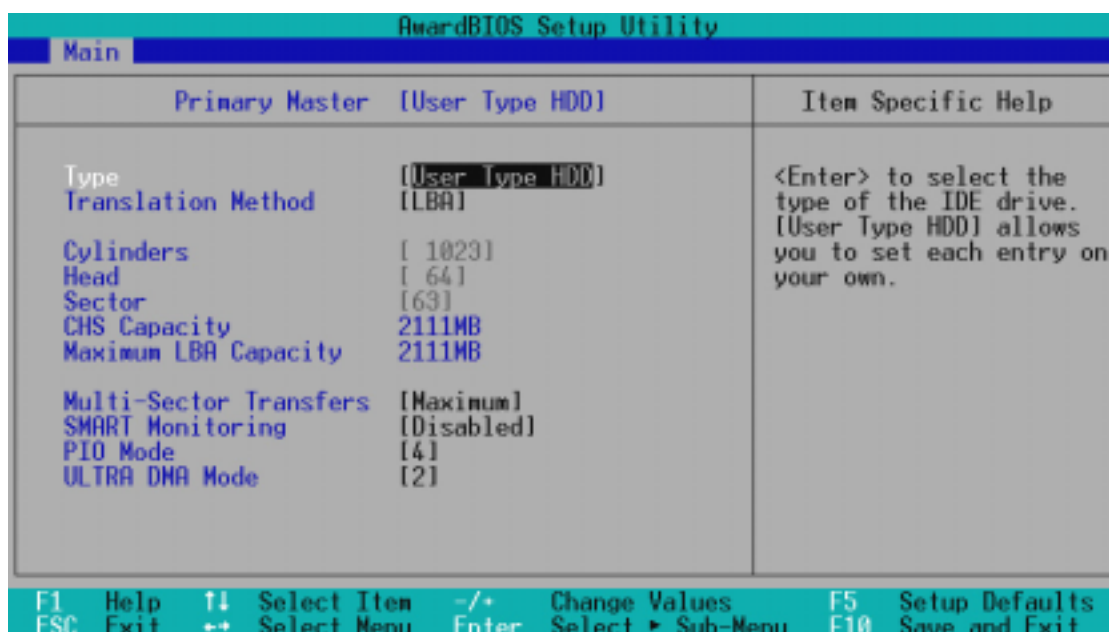 AwardBIOS Setup Utility
Main
Primary Master [User Type HDD]
Item Specific Help
Type [User Type HDD]
Translation Method [LBA]
Cylinders [ 1023]
Head [ 64]
Sector [63]
CHS Capacity 2111MB
Maximum LBA Capacity 2111MB
Multi-Sector Transfers [Maximum]
SMART Monitoring [Disabled]
PIO Mode [4]
ULTRA DMA Mode [2]
<Enter> to select the
type of the IDE drive.
[User Type HDD] allows
you to set each entry on
your own.
F1 Help ↑↓ Select Item -/+ Change Values F5 Setup Defaults
ESC Exit ←→ Select Menu Enter Select ► Sub-Menu F10 Save and Exit